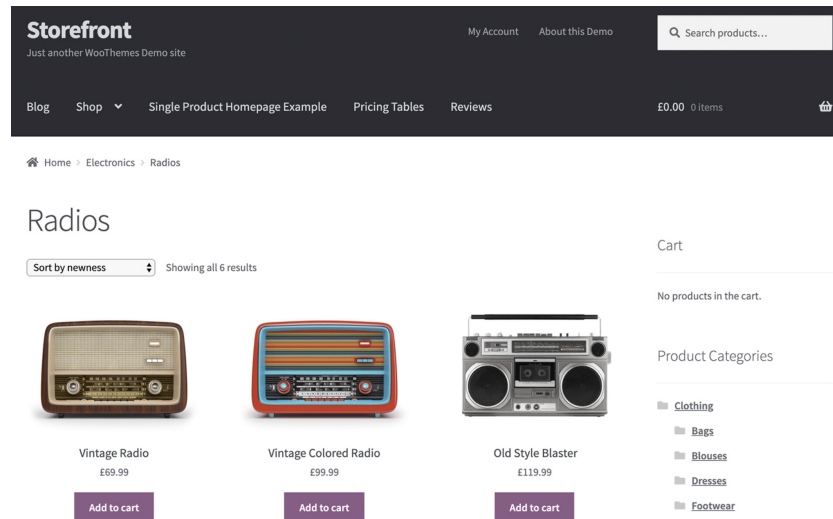 Storefront
Just another WooThemes Demo site
My Account About this Demo
Search products…
Blog Shop Single Product Homepage Example Pricing Tables Reviews
£0.00 0 items
Home > Electronics > Radios
Radios
Sort by newness Showing all 6 results
Vintage Radio
£69.99
Add to cart
Vintage Colored Radio
£99.99
Add to cart
Old Style Blaster
£119.99
Add to cart
Cart
No products in the cart.
Product Categories
Clothing
Bags
Blouses
Dresses
Footwear